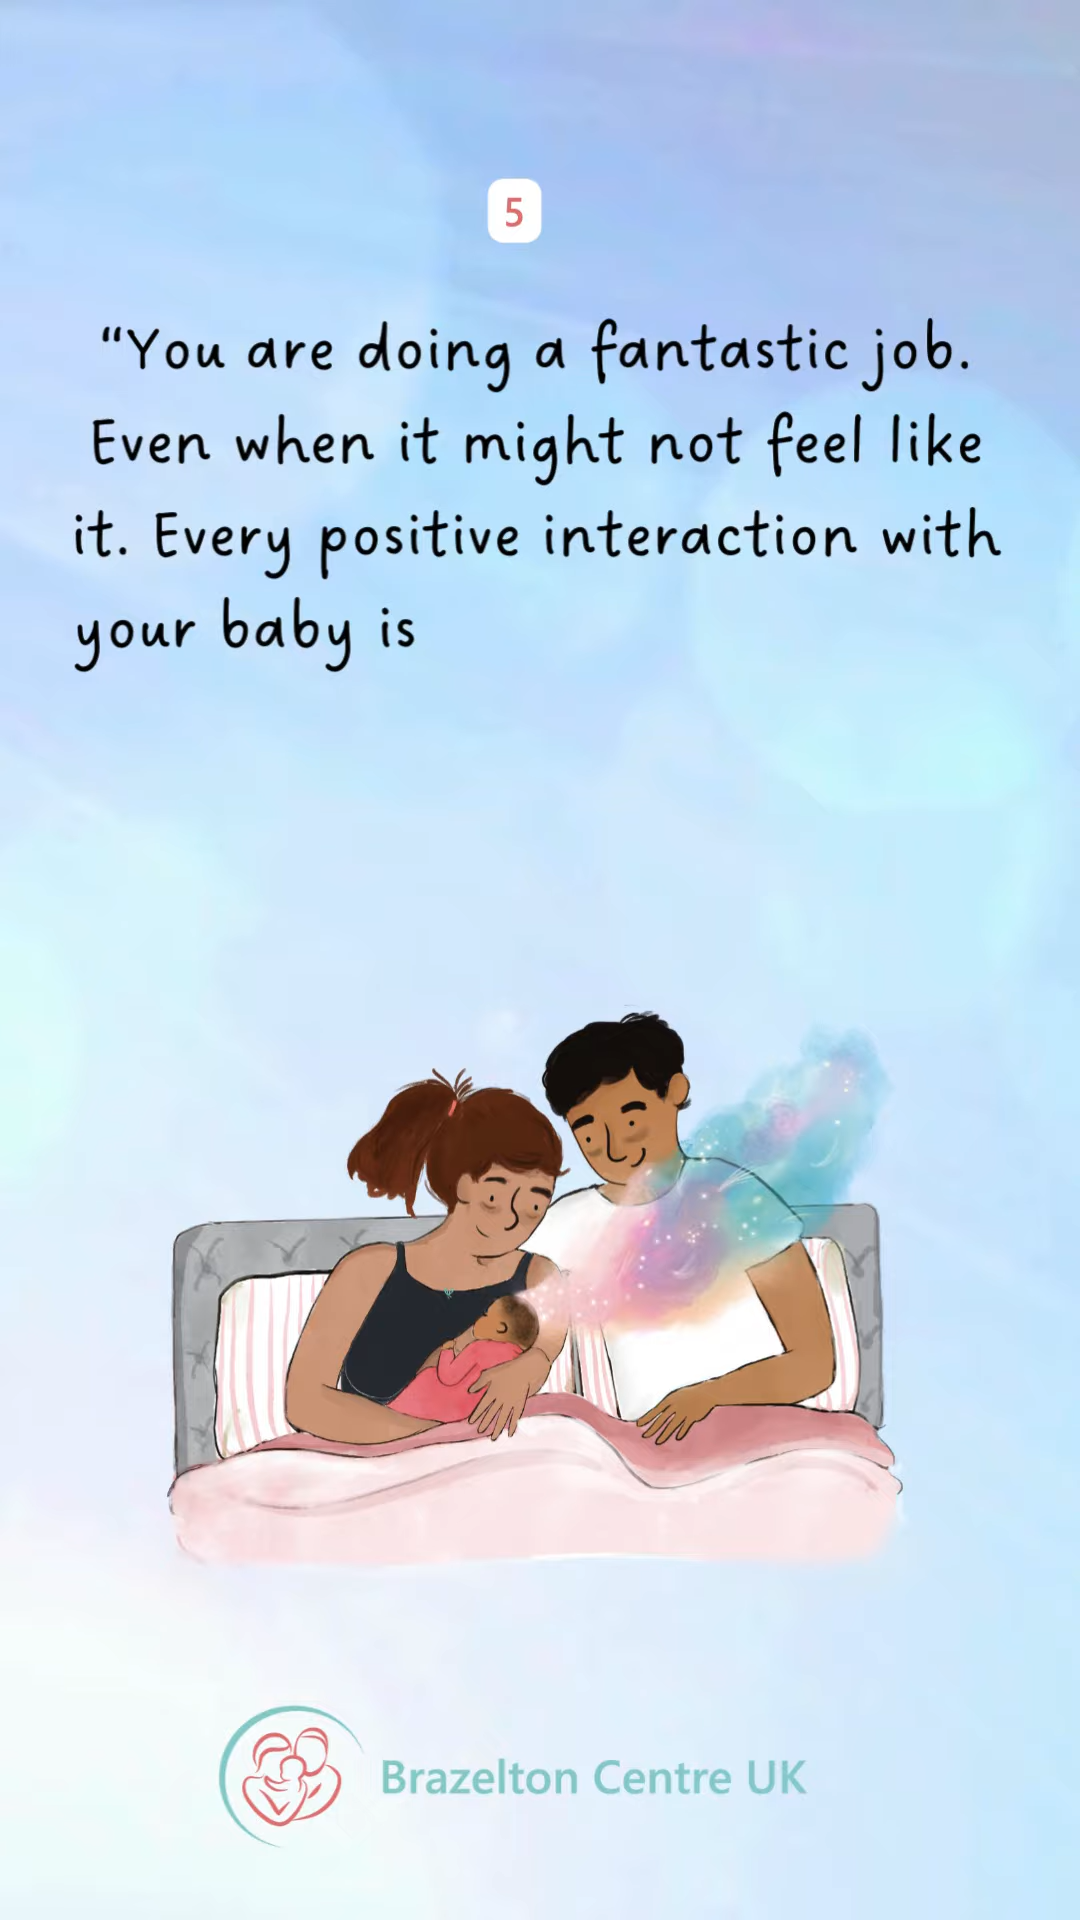 5
“You are doing a fantastic job.
Even when it might not feel like
it. Every positive interaction with
your baby is
Brazelton Centre UK